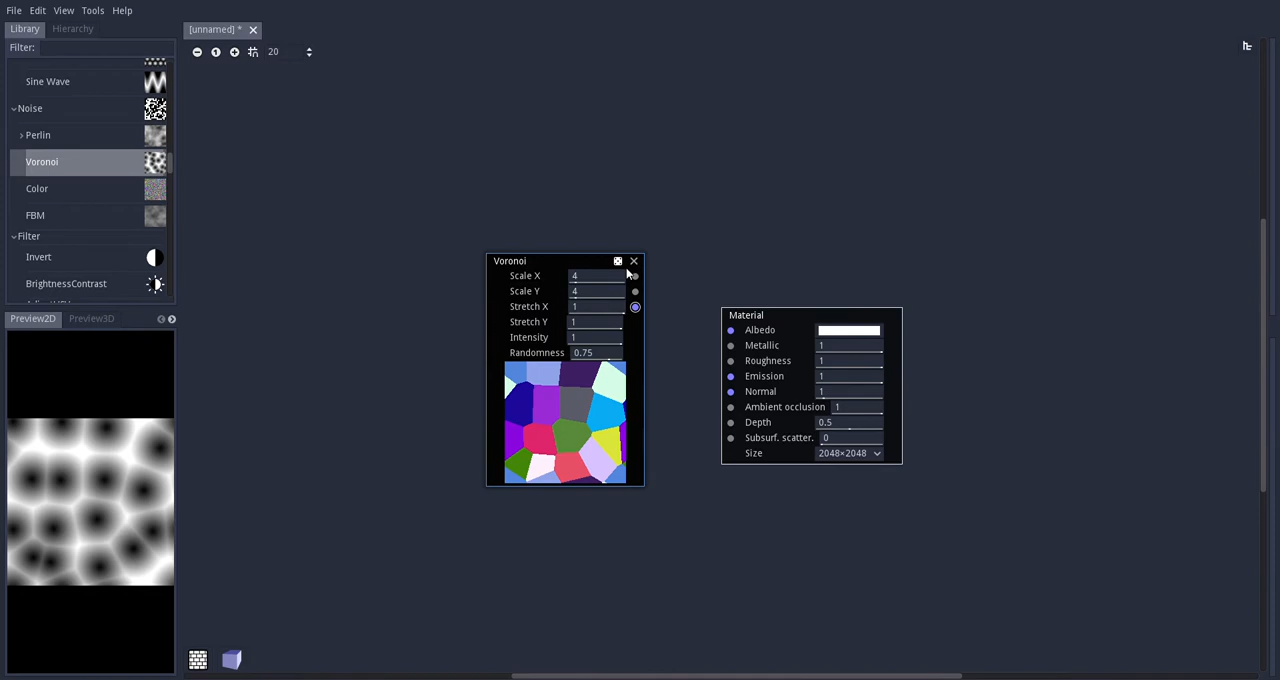 File Edit View Tools Help
Library Hierarchy
[unnamed] *
Filter:
20
Sine Wave
Noise
Perlin
Voronoi
Color
FBM
Filter
Invert
BrightnessContrast
Preview2D Preview3D
Voronoi
Scale X 4
Scale Y 4
Stretch X 1
Stretch Y 1
Intensity 1
Randomness 0.75
Material
Albedo
Metallic 1
Roughness 1
Emission 1
Normal 1
Ambient occlusion 1
Depth 0.5
Subsurf. scatter. 0
Size 2048×2048